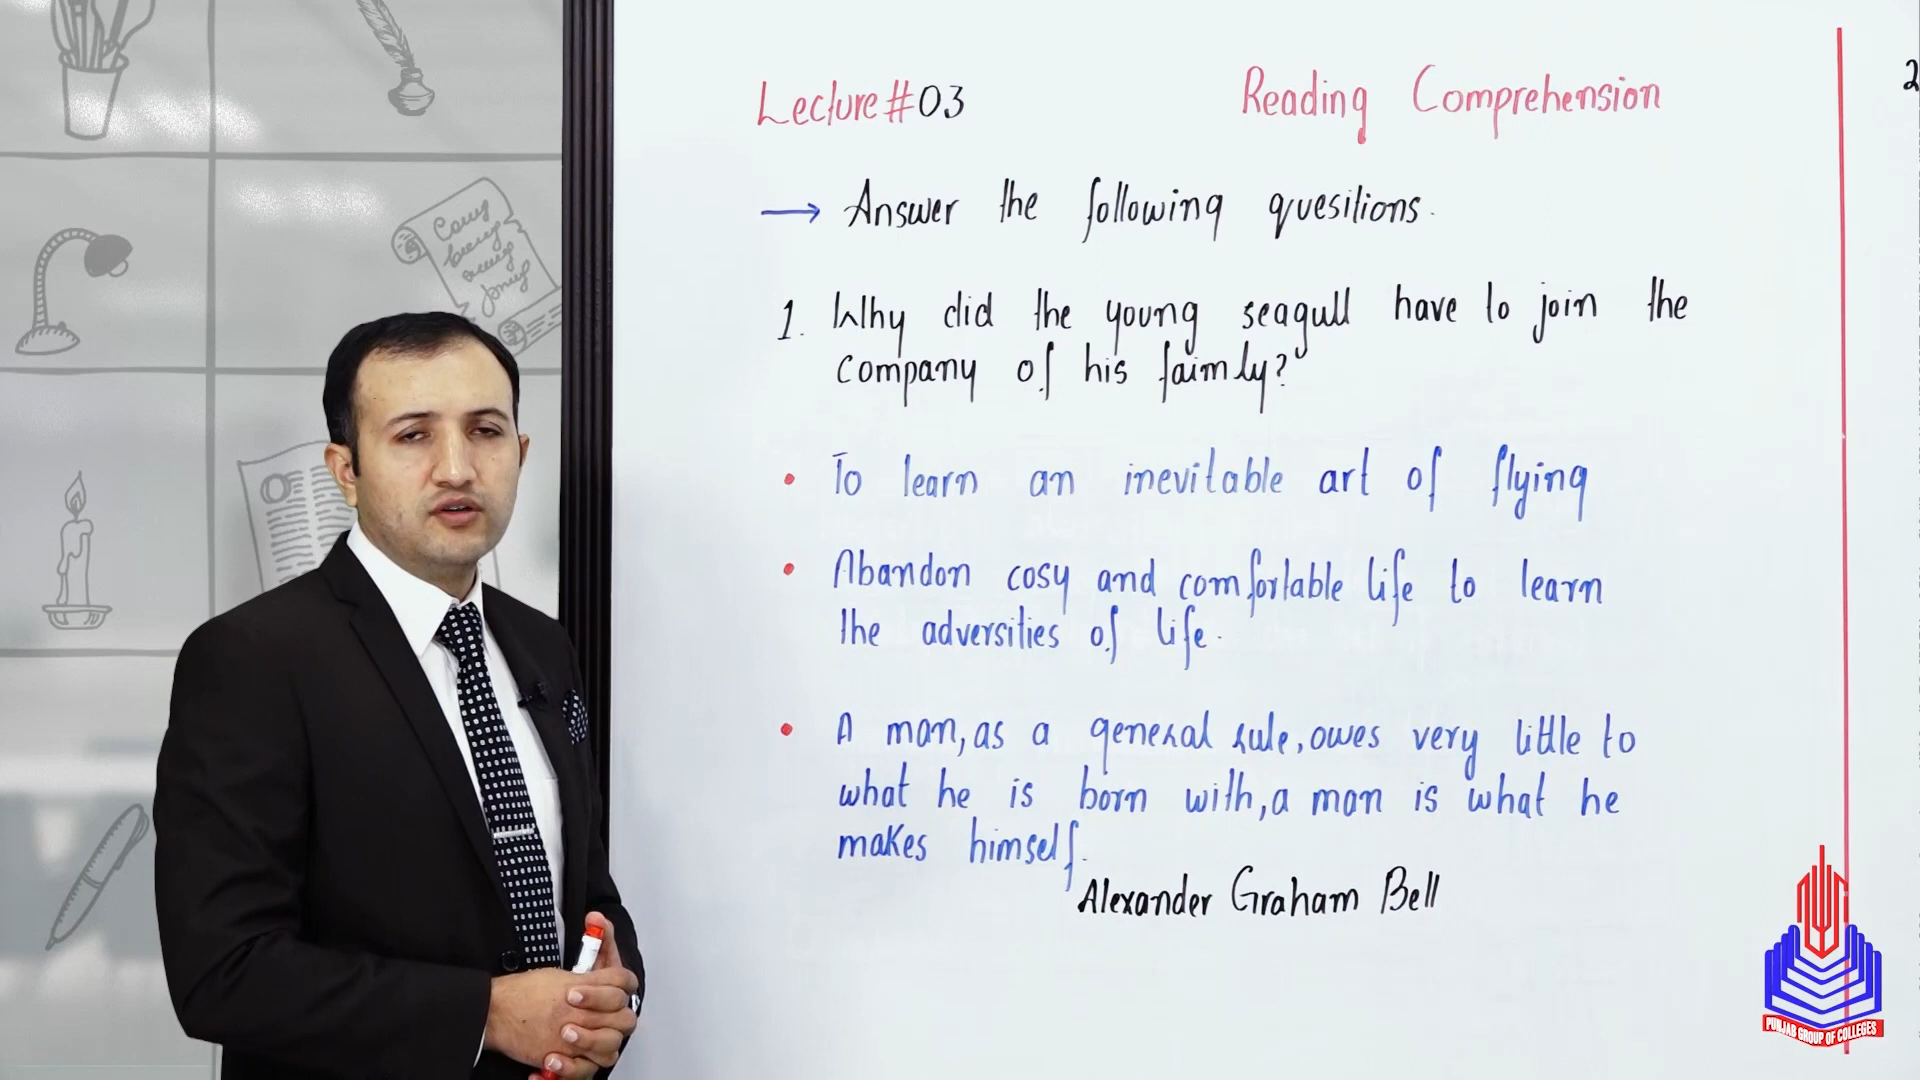 Lecture #03
Reading Comprehension
2
→ Answer the following quesitions.
1. Why did the young seagull have to join the
company of his faimly?
• To learn an inevitable art of flying
• Abandon cosy and comfortable life to learn
the adversities of life.
• A man, as a general rule, owes very little to
what he is born with, a man is what he
makes himself.
Alexander Graham Bell
PUNJAB GROUP OF COLLEGES